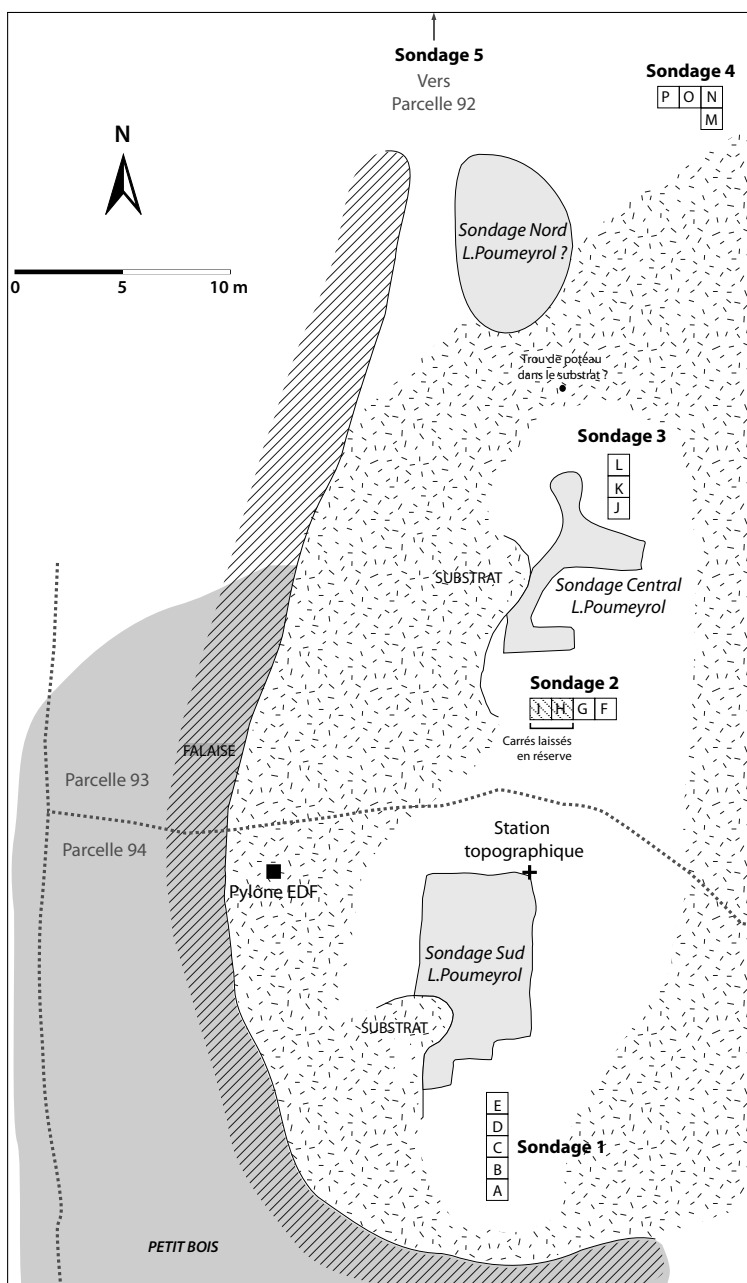 Sondage 5
Vers
Parcelle 92
Sondage 4
P O N
M
N
0 5 10 m
Sondage Nord
L.Poumeyrol ?
Trou de poteau
dans le substrat ?
Sondage 3
L
K
J
SUBSTRAT
Sondage Central
L.Poumeyrol
Sondage 2
I H G F
Carrés laissés
en réserve
FALAISE
Parcelle 93
Parcelle 94
Station
topographique
Pylône EDF
Sondage Sud
L.Poumeyrol
SUBSTRAT
E
D
C
B
A
Sondage 1
PETIT BOIS